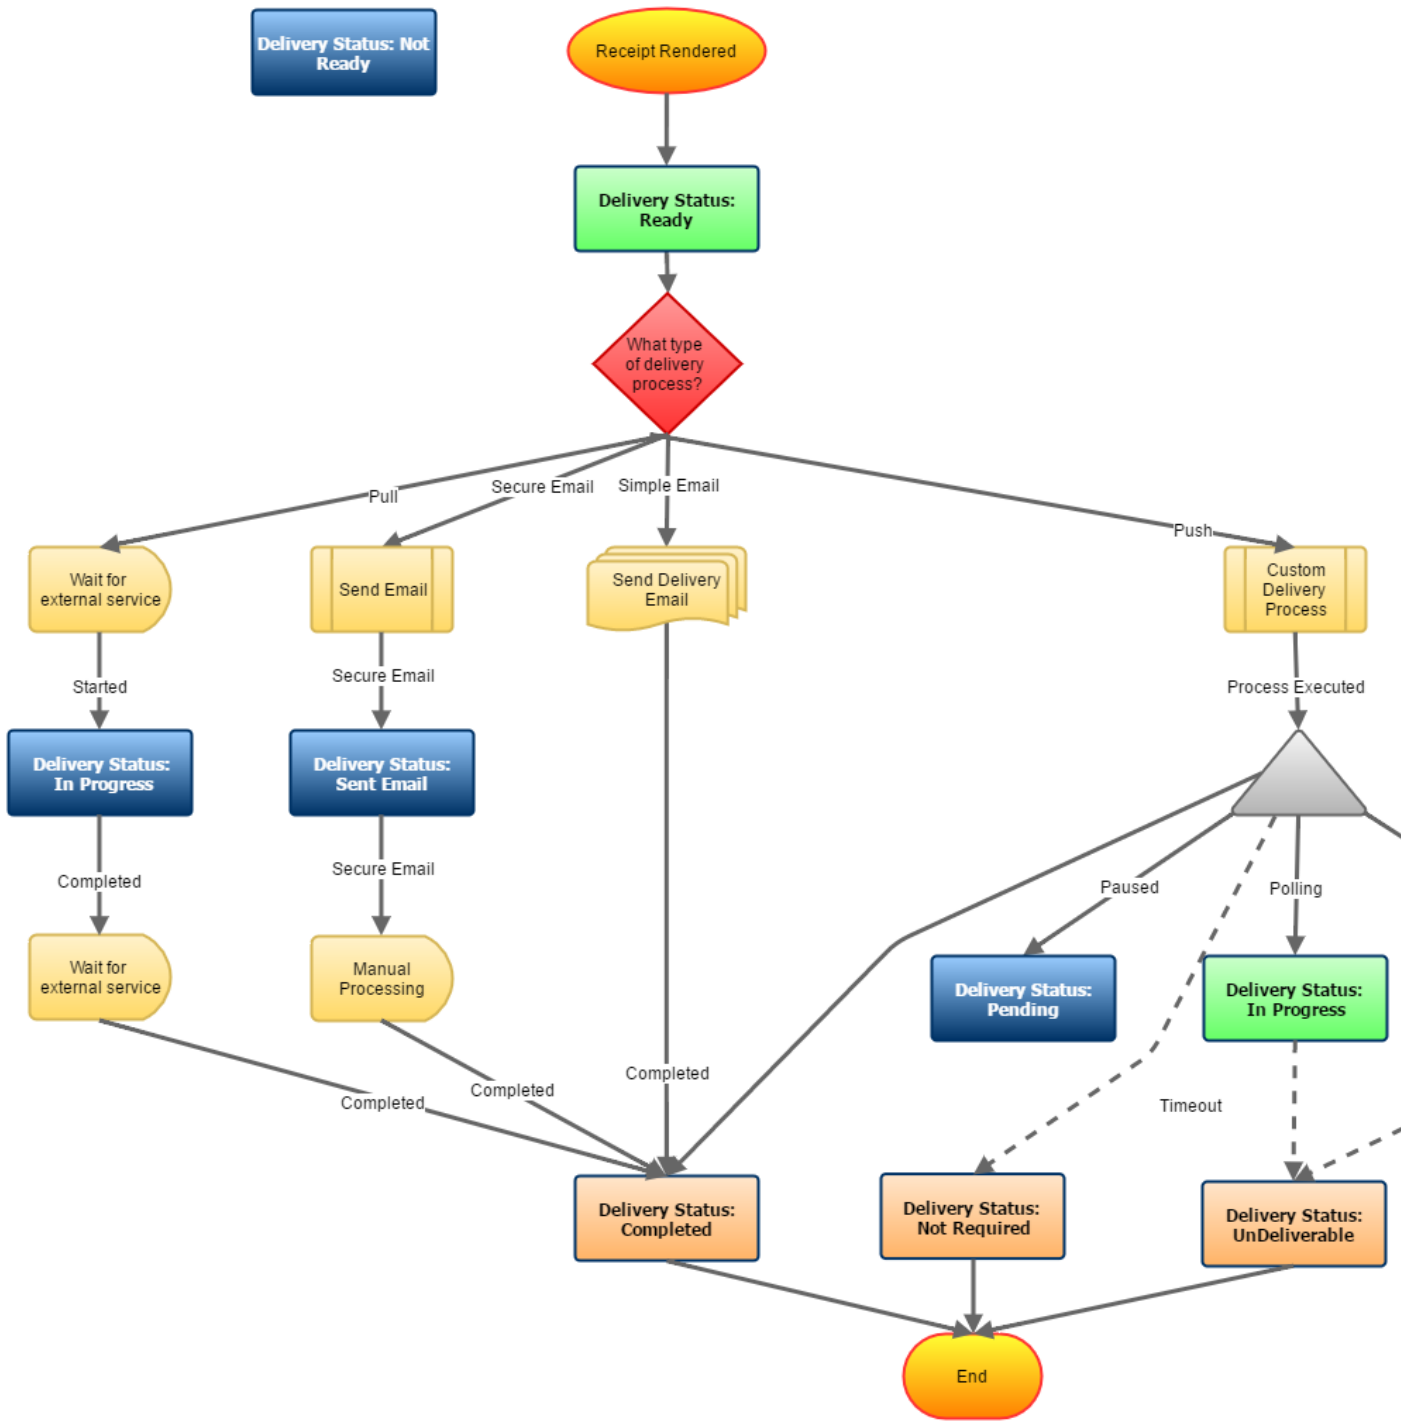 Delivery Status: Not
Ready
Receipt Rendered
Delivery Status:
Ready
What type
of delivery
process?
Pull
Secure Email
Simple Email
Push
Wait for
external service
Send Email
Send Delivery
Email
Custom
Delivery
Process
Started
Secure Email
Process Executed
Delivery Status:
In Progress
Delivery Status:
Sent Email
Completed
Secure Email
Paused
Polling
Wait for
external service
Manual
Processing
Delivery Status:
Pending
Delivery Status:
In Progress
Completed
Completed
Completed
Timeout
Delivery Status:
Completed
Delivery Status:
Not Required
Delivery Status:
UnDeliverable
End